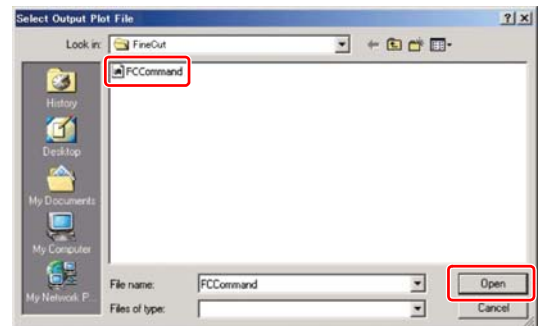 Select Output Plot File
Look in: FineCut
FCCommand
History
Desktop
My Documents
My Computer
My Network P...
File name: FCCommand Open
Files of type: Cancel